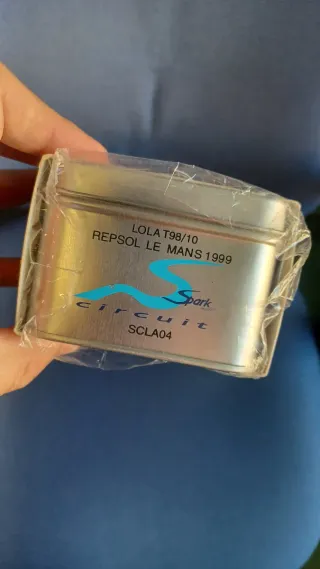 LOLA T98/10
REPSOL LE MANS 1999
Spark
circuit
SCLA04